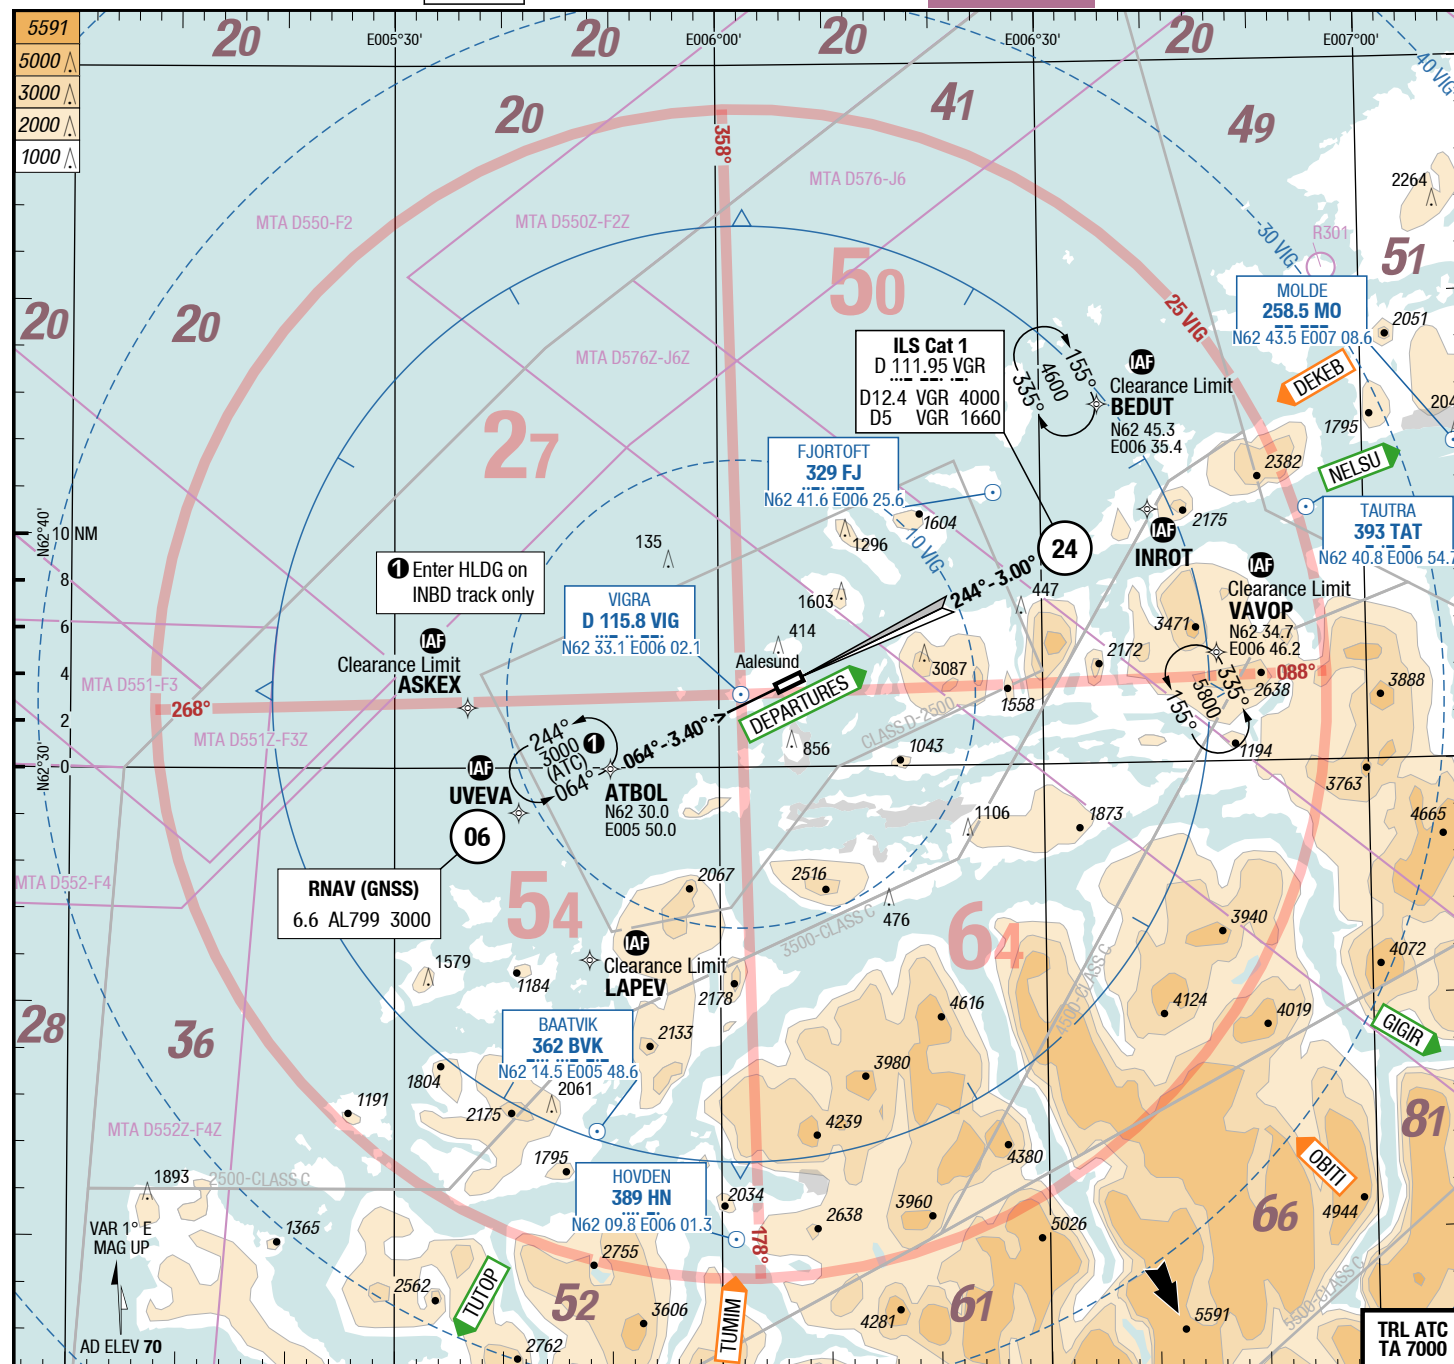 5591
5000
3000
2000
1000
20
20
20
20
E005°30'
E006°00'
E006°30'
E007°00'
40 VIG
20
41
49
358°
MTA D550-F2
MTA D550Z-F2Z
MTA D576-J6
2264
R301
51
30 VIG
50
20
20
MTA D576Z-J6Z
25 VIG
MOLDE
258.5 MO
N62 43.5 E007 08.6
2051
ILS Cat 1
D 111.95 VGR
D12.4 VGR 4000
D5 VGR 1660
155°
4600
335°
IAF
Clearance Limit
BEDUT
N62 45.3
E006 35.4
DEKEB
204
1795
27
FJORTOFT
329 FJ
N62 41.6 E006 25.6
2382
NELSU
N62°40'
10 NM
8
6
4
2
0
N62°30'
135
1604
1296
10 VIG
24
2175
IAF
INROT
TAUTRA
393 TAT
N62 40.8 E006 54.7
1 Enter HLDG on
INBD track only
VIGRA
D 115.8 VIG
N62 33.1 E006 02.1
1603
414
244°-3.00°
447
IAF
Clearance Limit
VAVOP
N62 34.7
E006 46.2
3471
IAF
Clearance Limit
ASKEX
Aalesund
3087
2172
335°
5800
155°
2638
088°
3888
MTA D551-F3
268°
DEPARTURES
1558
CLASS D-2500
MTA D551Z-F3Z
244°
3000
(ATC)
064°
1
064°-3.40°->
856
1043
1194
3763
IAF
UVEVA
06
ATBOL
N62 30.0
E005 50.0
1106
1873
4665
MTA D552-F4
RNAV (GNSS)
6.6 AL799 3000
54
2067
2516
476
3500-CLASS C
64
3940
4072
IAF
Clearance Limit
LAPEV
1579
1184
2178
4616
4124
4019
4500-CLASS C
GIGIR
28
36
BAATVIK
362 BVK
N62 14.5 E005 48.6
2133
3980
1804
2061
1191
2175
4239
4380
81
MTA D552Z-F4Z
1795
HOVDEN
389 HN
N62 09.8 E006 01.3
OBITI
1893
2500-CLASS C
2034
3960
2638
5026
66
4944
VAR 1° E
MAG UP
1365
178°
2755
2562
TUTOP
52
3606
TUMIM
4281
61
5591
5500-CLASS C
AD ELEV 70
2762
TRL ATC
TA 7000